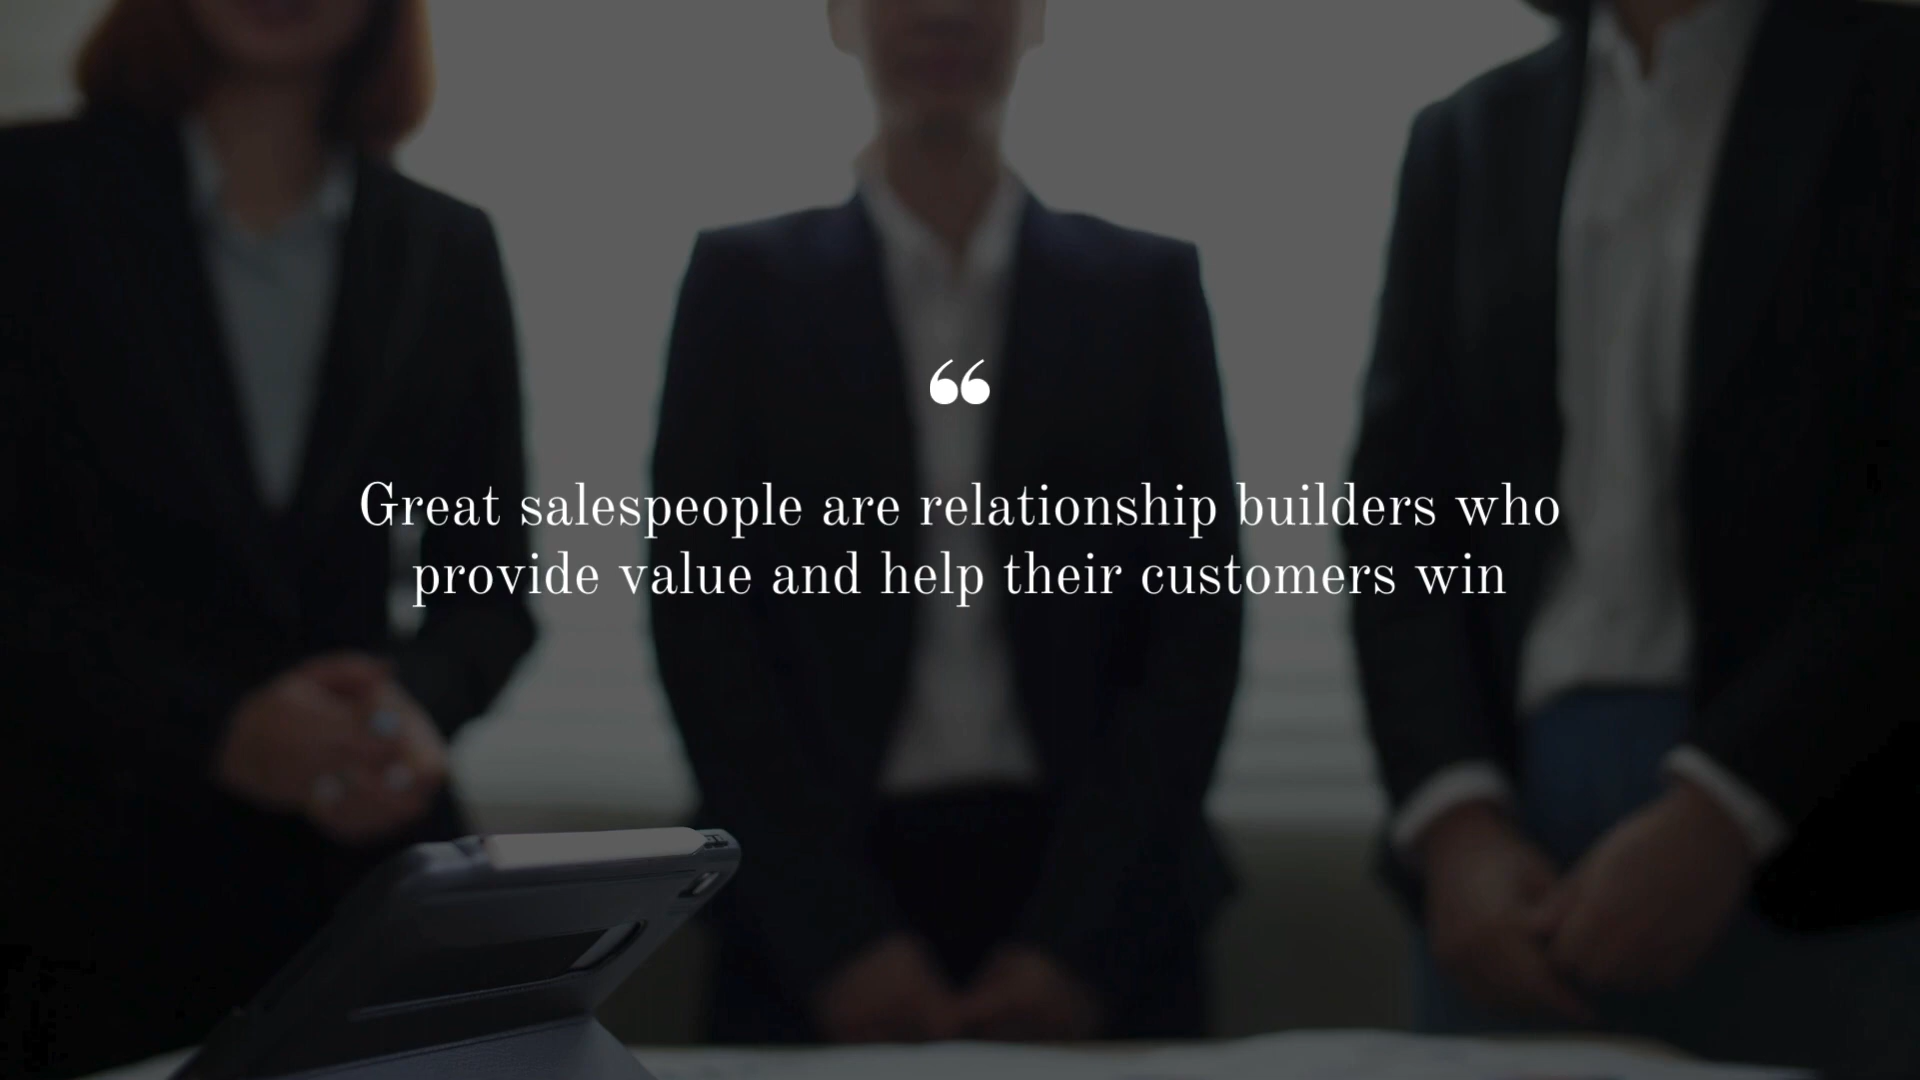 “
Great salespeople are relationship builders who
provide value and help their customers win